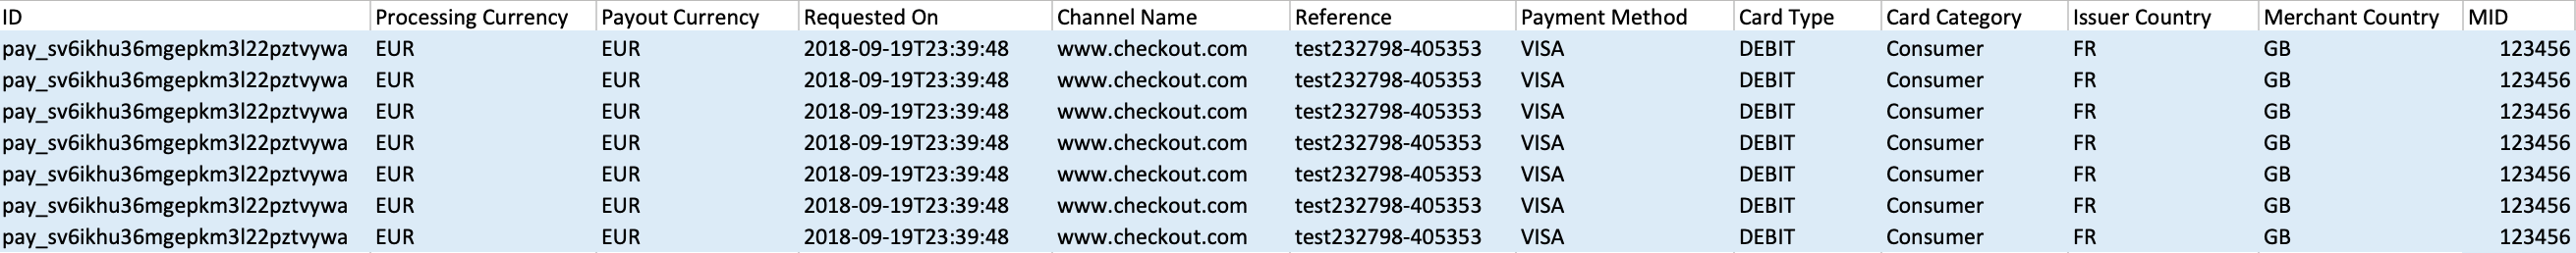 ID Processing Currency Payout Currency Requested On Channel Name Reference Payment Method Card Type Card Category Issuer Country Merchant Country MID
pay_sv6ikhu36mgepkm3l22pztvywa EUR EUR 2018-09-19T23:39:48 www.checkout.com test232798-405353 VISA DEBIT Consumer FR GB 123456
pay_sv6ikhu36mgepkm3l22pztvywa EUR EUR 2018-09-19T23:39:48 www.checkout.com test232798-405353 VISA DEBIT Consumer FR GB 123456
pay_sv6ikhu36mgepkm3l22pztvywa EUR EUR 2018-09-19T23:39:48 www.checkout.com test232798-405353 VISA DEBIT Consumer FR GB 123456
pay_sv6ikhu36mgepkm3l22pztvywa EUR EUR 2018-09-19T23:39:48 www.checkout.com test232798-405353 VISA DEBIT Consumer FR GB 123456
pay_sv6ikhu36mgepkm3l22pztvywa EUR EUR 2018-09-19T23:39:48 www.checkout.com test232798-405353 VISA DEBIT Consumer FR GB 123456
pay_sv6ikhu36mgepkm3l22pztvywa EUR EUR 2018-09-19T23:39:48 www.checkout.com test232798-405353 VISA DEBIT Consumer FR GB 123456
pay_sv6ikhu36mgepkm3l22pztvywa EUR EUR 2018-09-19T23:39:48 www.checkout.com test232798-405353 VISA DEBIT Consumer FR GB 123456